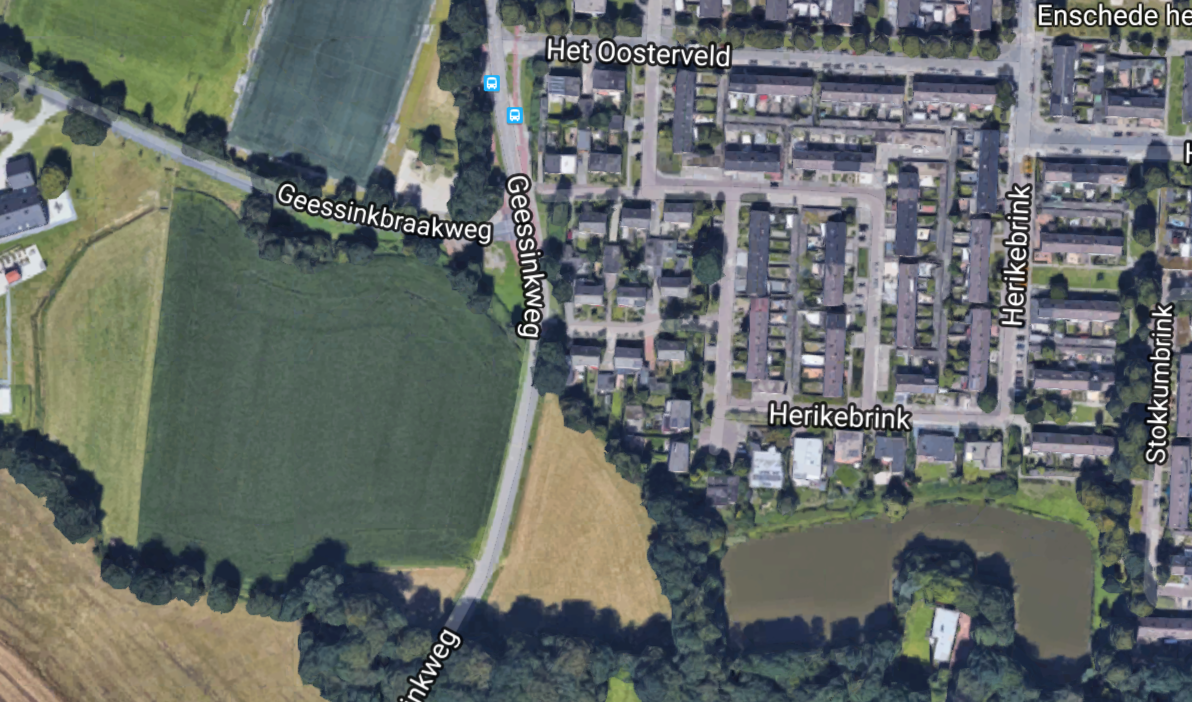 Enschede he
Het Oosterveld
H
Geessinkbraakweg
Geessinkweg
Herikebrink
Stokkumbrink
Herikebrink
inkweg